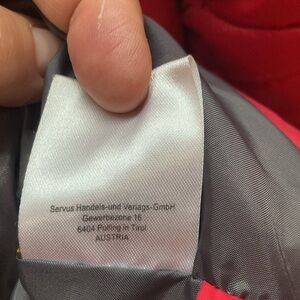 Servus Handels-und Verlags-GmbH
Gewerbezone 16
6404 Polling in Tirol
AUSTRIA